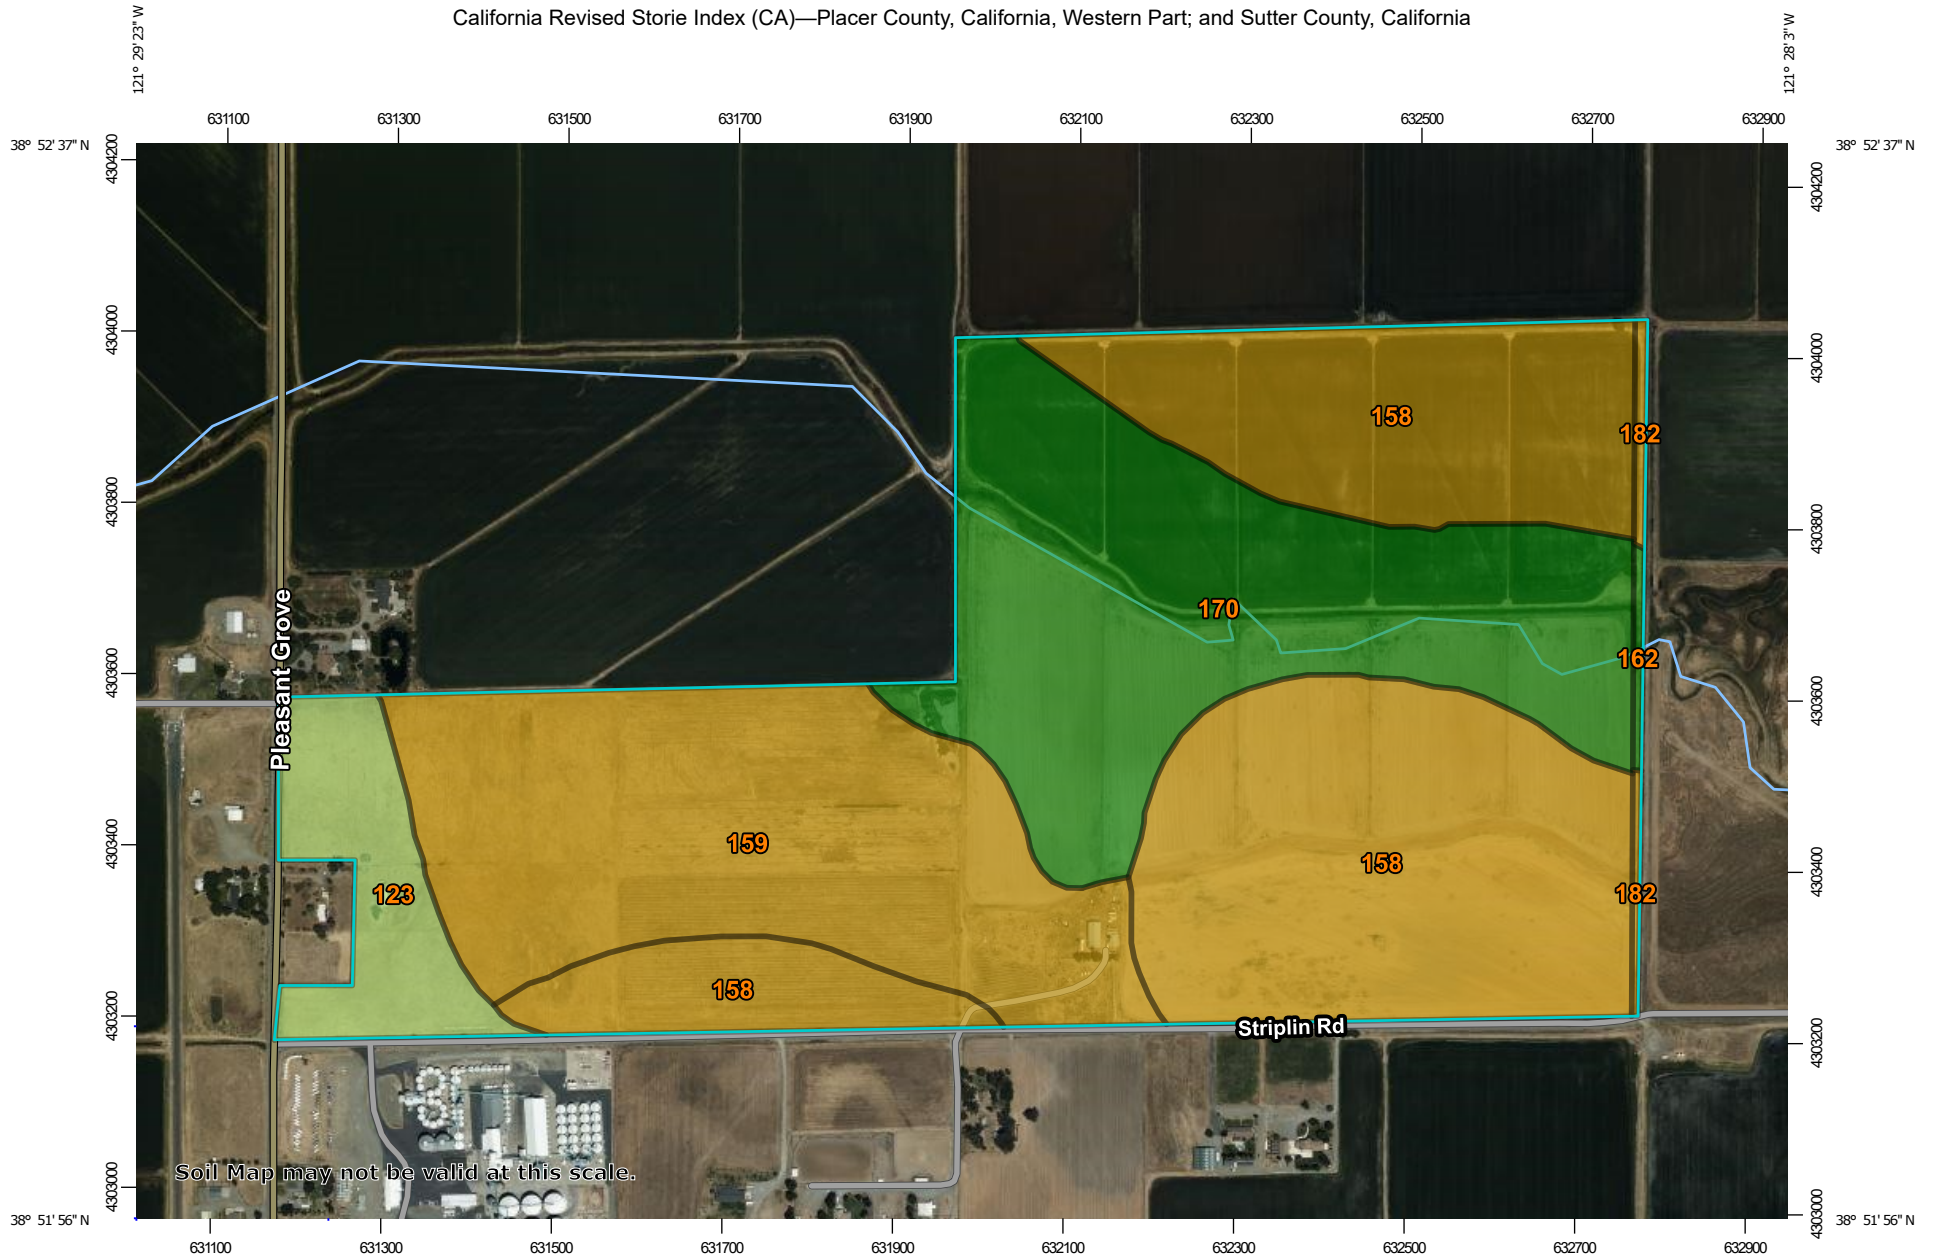 California Revised Storie Index (CA)—Placer County, California, Western Part; and Sutter County, California
121° 29' 23" W
121° 28' 3" W
631100 631300 631500 631700 631900 632100 632300 632500 632700 632900
38° 52' 37" N
38° 52' 37" N
4304200
4304200
4304000
4304000
158
182
4303800
4303800
170
Pleasant Grove
162
4303600
4303600
159
4303400
158
4303400
123
182
158
4303200
Striplin Rd
4303200
Soil Map may not be valid at this scale.
4303000
4303000
38° 51' 56" N
38° 51' 56" N
631100 631300 631500 631700 631900 632100 632300 632500 632700 632900